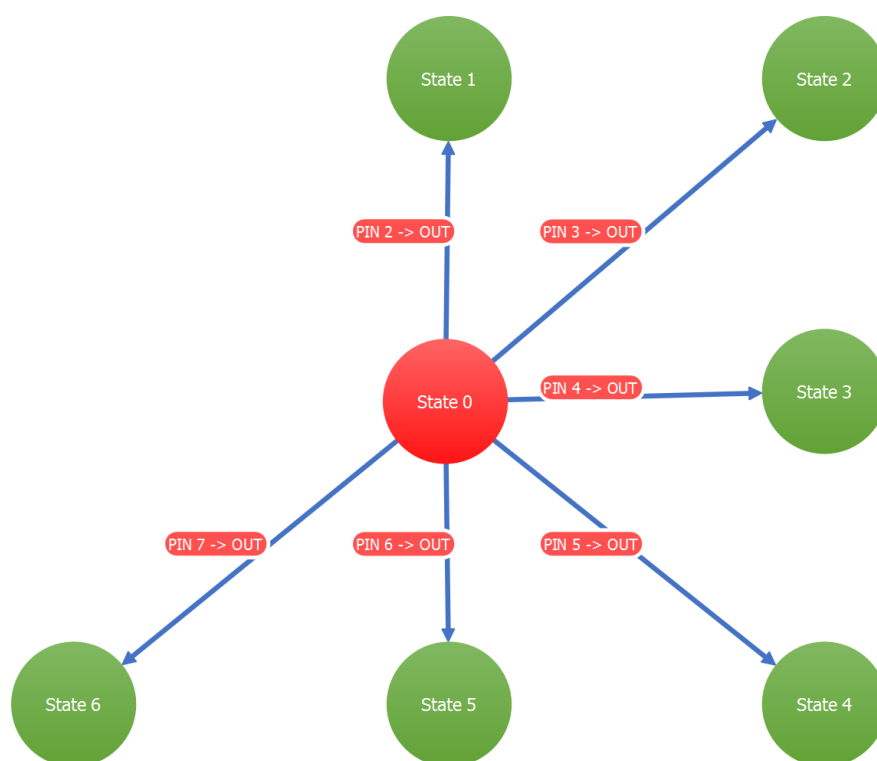 State 1
State 2
PIN 2 -> OUT
PIN 3 -> OUT
PIN 4 -> OUT
State 0
State 3
PIN 7 -> OUT
PIN 6 -> OUT
PIN 5 -> OUT
State 6
State 5
State 4